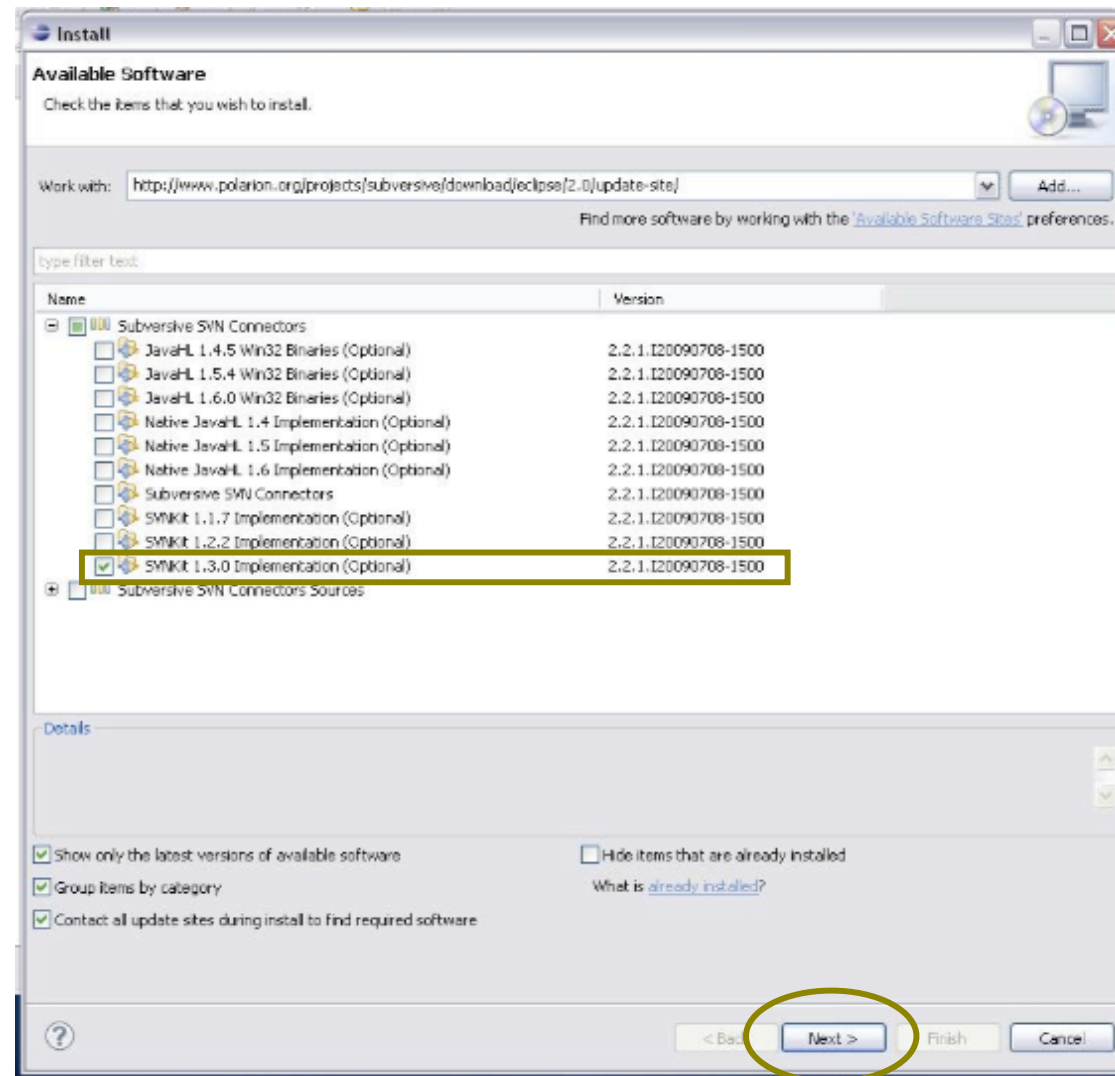 Install
Available Software
Check the items that you wish to install.
Work with: http://www.polarion.org/projects/subversive/download/eclipse/2.0/update-site/ Add...
Find more software by working with the 'Available Software Sites' preferences.
type filter text
Name Version
Subversive SVN Connectors
JavaHL 1.4.5 Win32 Binaries (Optional) 2.2.1.I20090708-1500
JavaHL 1.5.4 Win32 Binaries (Optional) 2.2.1.I20090708-1500
JavaHL 1.6.0 Win32 Binaries (Optional) 2.2.1.I20090708-1500
Native JavaHL 1.4 Implementation (Optional) 2.2.1.I20090708-1500
Native JavaHL 1.5 Implementation (Optional) 2.2.1.I20090708-1500
Native JavaHL 1.6 Implementation (Optional) 2.2.1.I20090708-1500
Subversive SVN Connectors 2.2.1.I20090708-1500
SVNKit 1.1.7 Implementation (Optional) 2.2.1.I20090708-1500
SVNKit 1.2.2 Implementation (Optional) 2.2.1.I20090708-1500
SVNKit 1.3.0 Implementation (Optional) 2.2.1.I20090708-1500
Subversive SVN Connectors Sources
Details
Show only the latest versions of available software Hide items that are already installed
Group items by category What is already installed?
Contact all update sites during install to find required software
? < Back Next > Finish Cancel